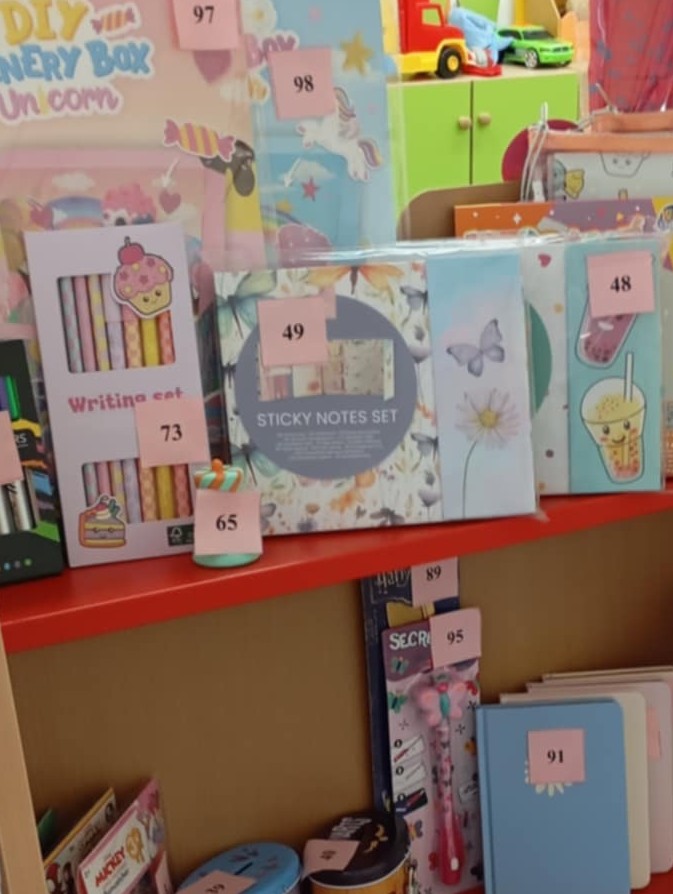 97
DIY
NERY BOX
Unicorn
98
BOX
48
49
STICKY NOTES SET
Writing set
73
65
89
95
SECR
91
MICKEY
39